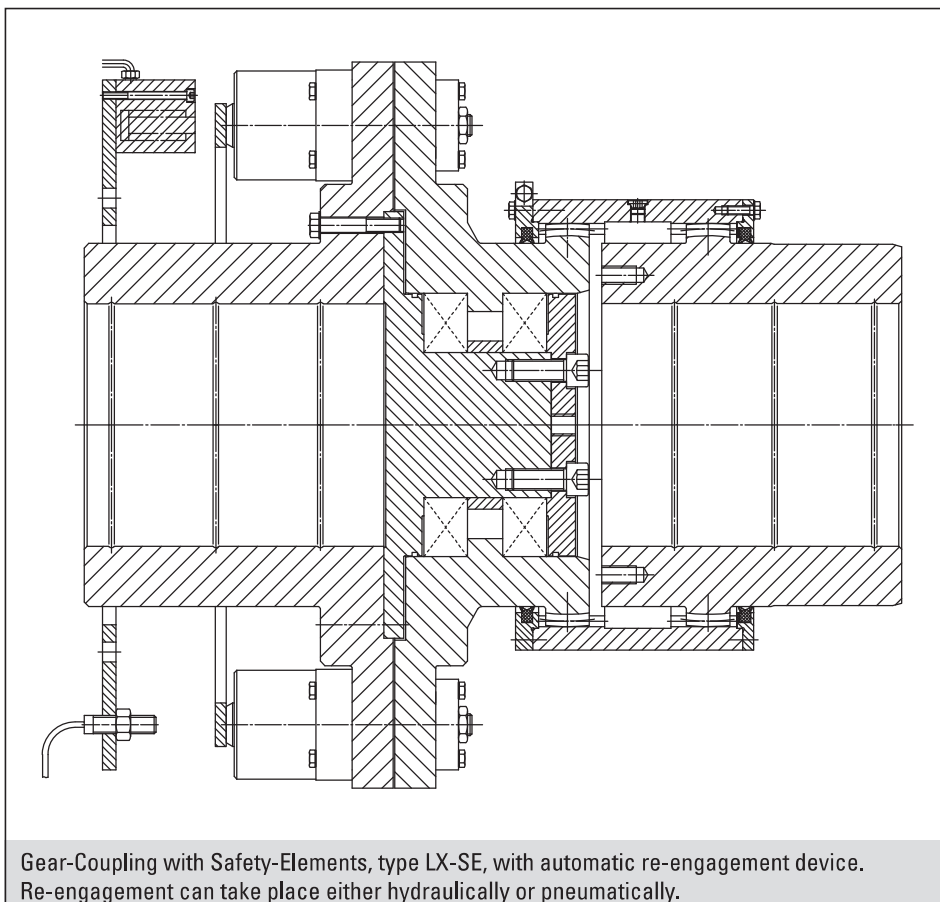 Gear-Coupling with Safety-Elements, type LX-SE, with automatic re-engagement device.
Re-engagement can take place either hydraulically or pneumatically.